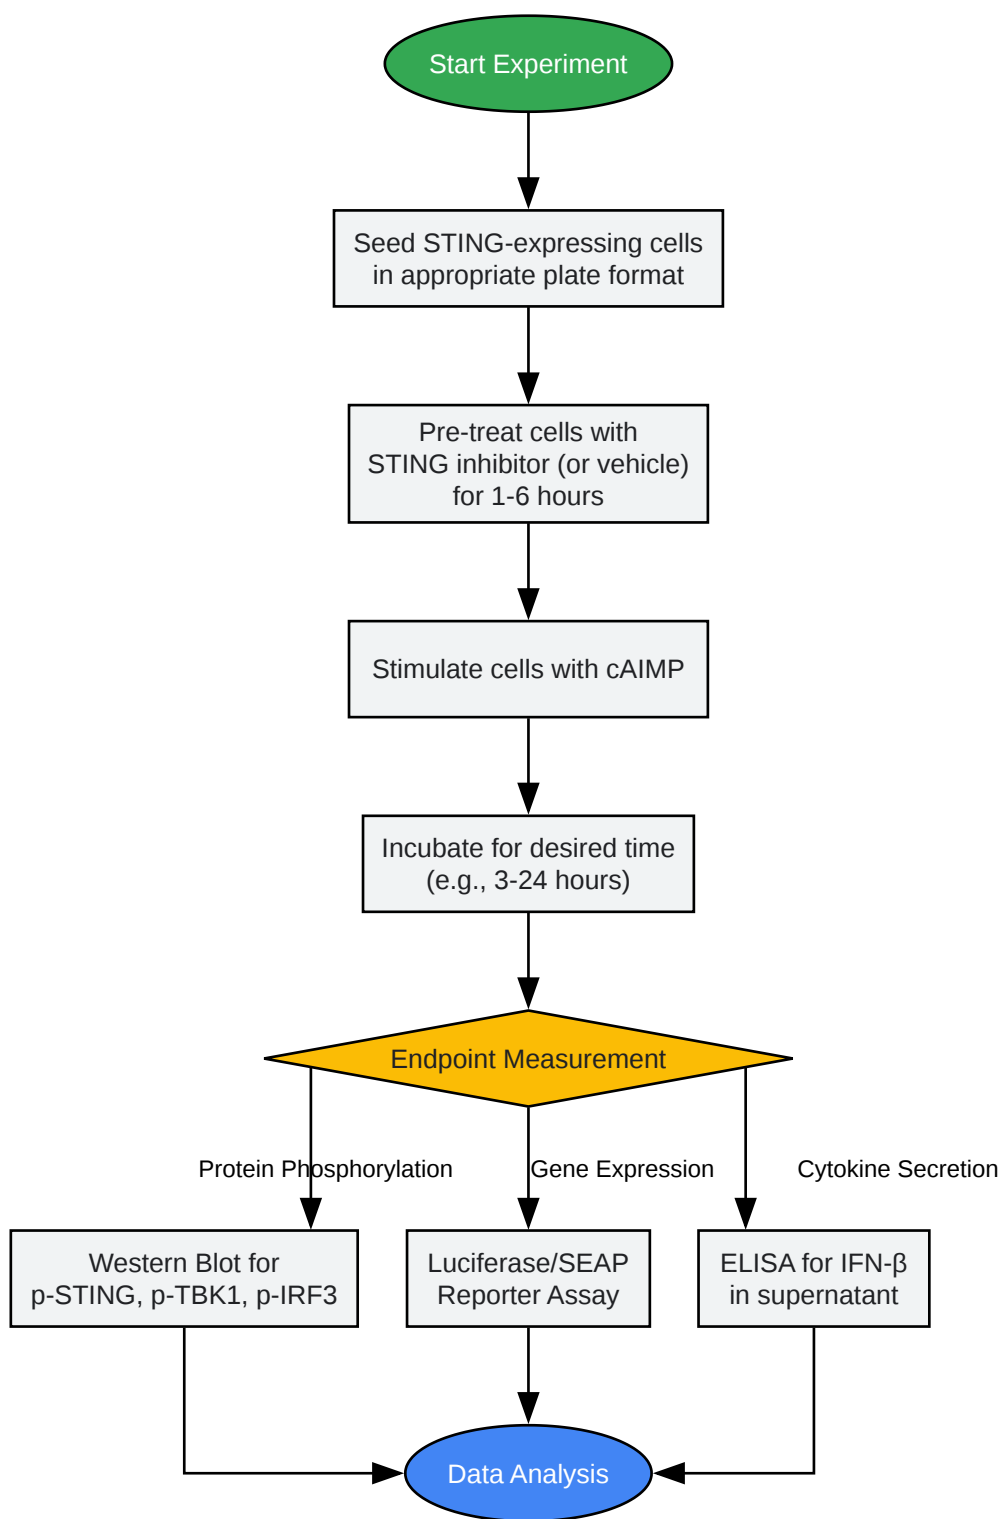 Start Experiment
Seed STING-expressing cells
in appropriate plate format
Pre-treat cells with
STING inhibitor (or vehicle)
for 1-6 hours
Stimulate cells with cAIMP
Incubate for desired time
(e.g., 3-24 hours)
Endpoint Measurement
Protein Phosphorylation
Gene Expression
Cytokine Secretion
Western Blot for
p-STING, p-TBK1, p-IRF3
Luciferase/SEAP
Reporter Assay
ELISA for IFN-β
in supernatant
Data Analysis